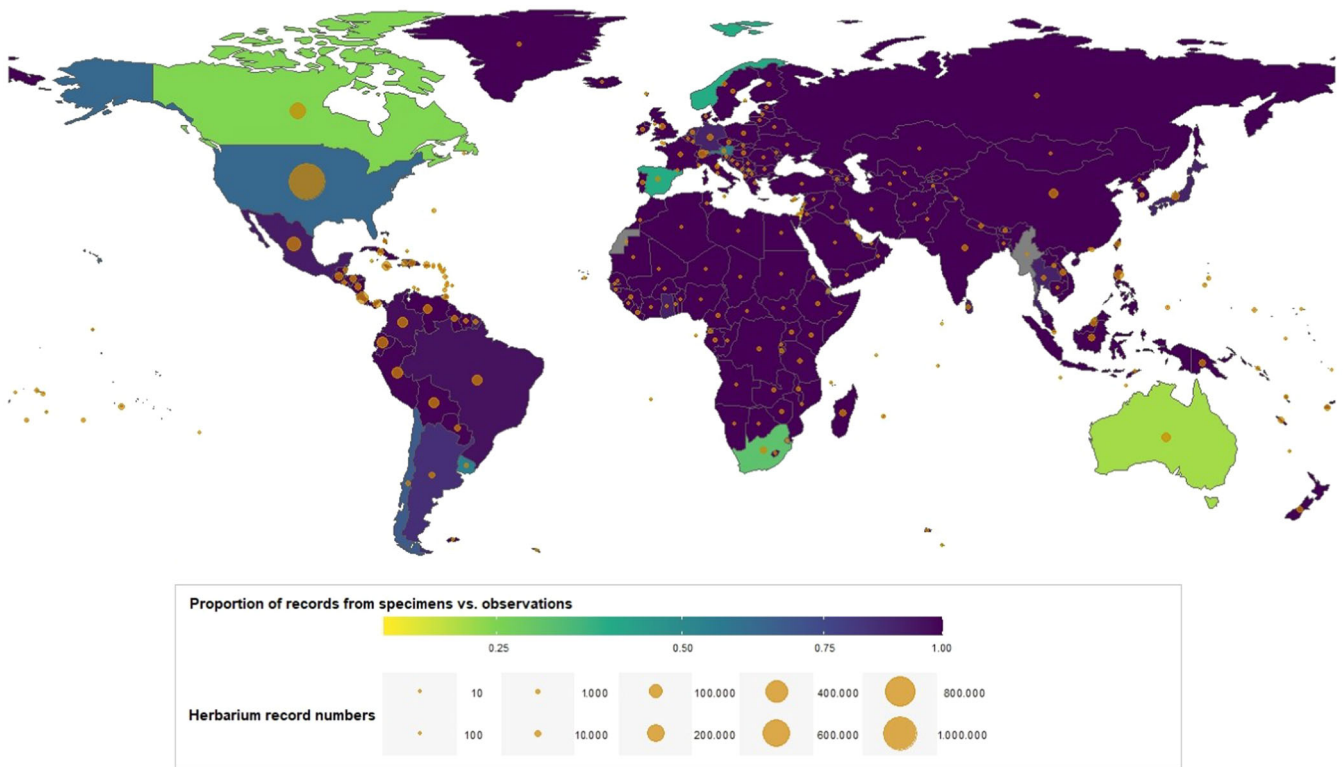 Proportion of records from specimens vs. observations
0.25 0.50 0.75 1.00
10 1.000 100.000 400.000 800.000
Herbarium record numbers
100 10.000 200.000 600.000 1.000.000